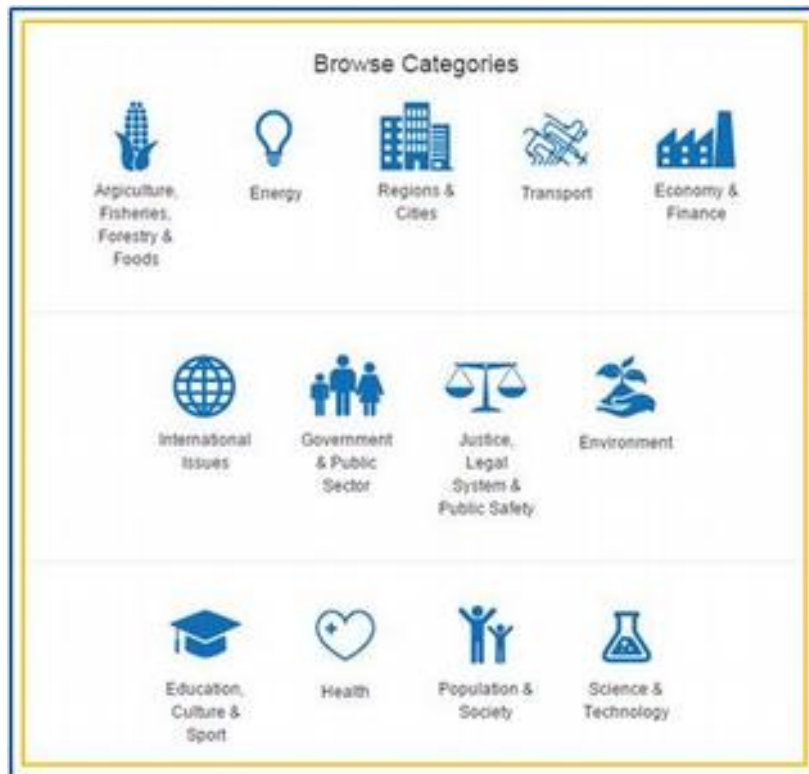 Browse Categories
Argiculture,
Fisheries,
Forestry &
Foods
Energy
Regions &
Cities
Transport
Economy &
Finance
International
Issues
Government
& Public
Sector
Justice,
Legal
System &
Public Safety
Environment
Education,
Culture &
Sport
Health
Population &
Society
Science &
Technology